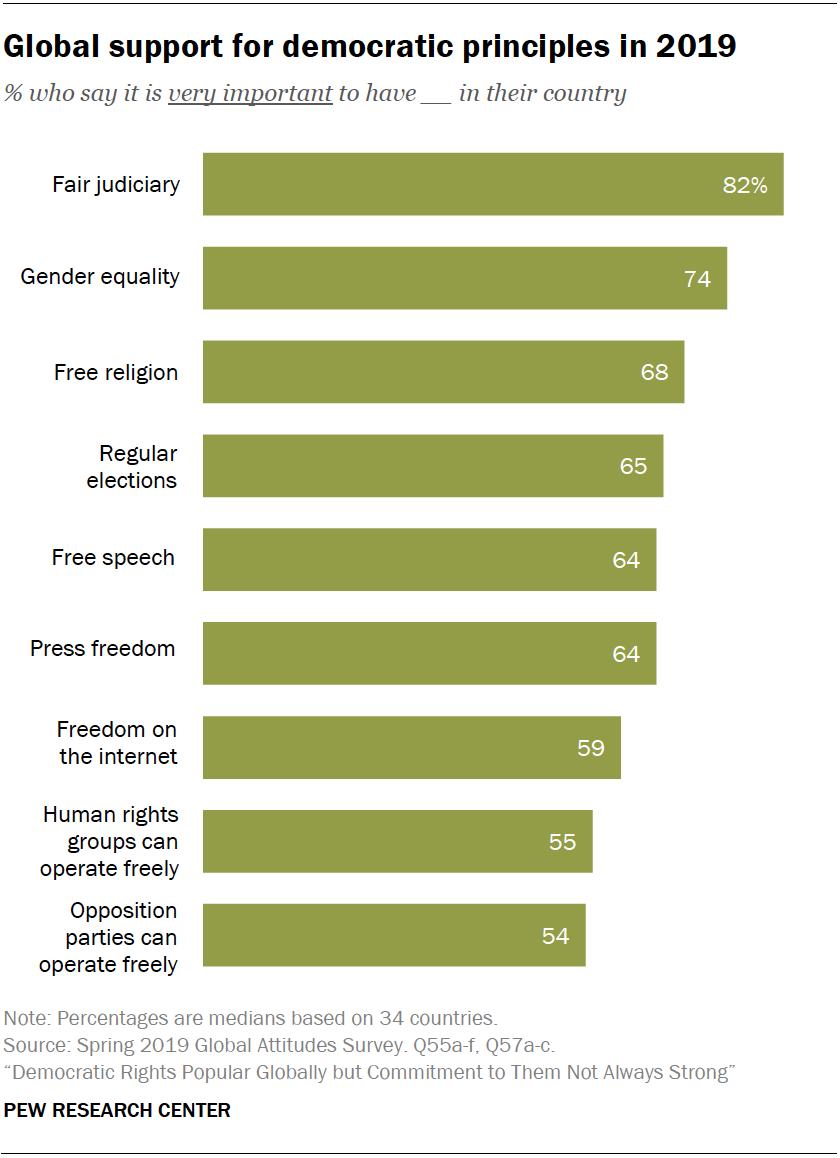 Global support for democratic principles in 2019
% who say it is very important to have __ in their country
Fair judiciary
82%
Gender equality
74
Free religion
68
Regular
elections
65
Free speech
64
Press freedom
64
Freedom on
the internet
59
Human rights
groups can
operate freely
55
Opposition
parties can
operate freely
54
Note: Percentages are medians based on 34 countries.
Source: Spring 2019 Global Attitudes Survey. Q55a-f, Q57a-c.
“Democratic Rights Popular Globally but Commitment to Them Not Always Strong”
PEW RESEARCH CENTER